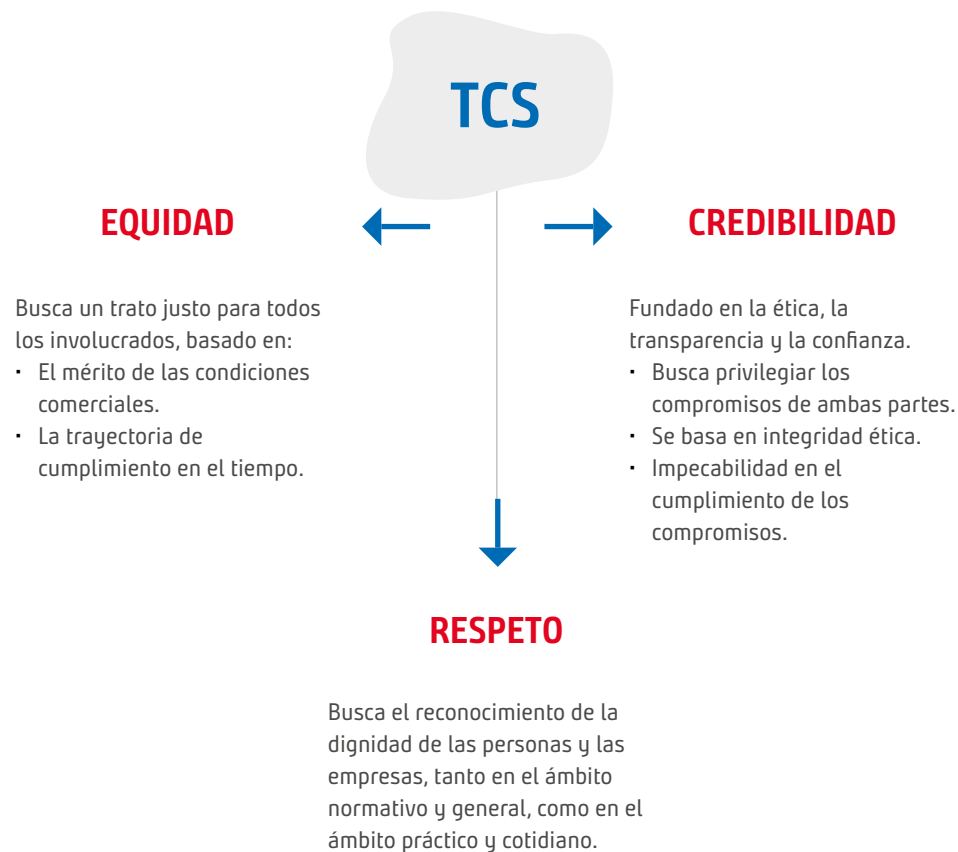 TCS
EQUIDAD
Busca un trato justo para todos
los involucrados, basado en:
· El mérito de las condiciones
comerciales.
· La trayectoria de
cumplimiento en el tiempo.
CREDIBILIDAD
Fundado en la ética, la
transparencia y la confianza.
· Busca privilegiar los
compromisos de ambas partes.
· Se basa en integridad ética.
· Impecabilidad en el
cumplimiento de los
compromisos.
RESPETO
Busca el reconocimiento de la
dignidad de las personas y las
empresas, tanto en el ámbito
normativo y general, como en el
ámbito práctico y cotidiano.